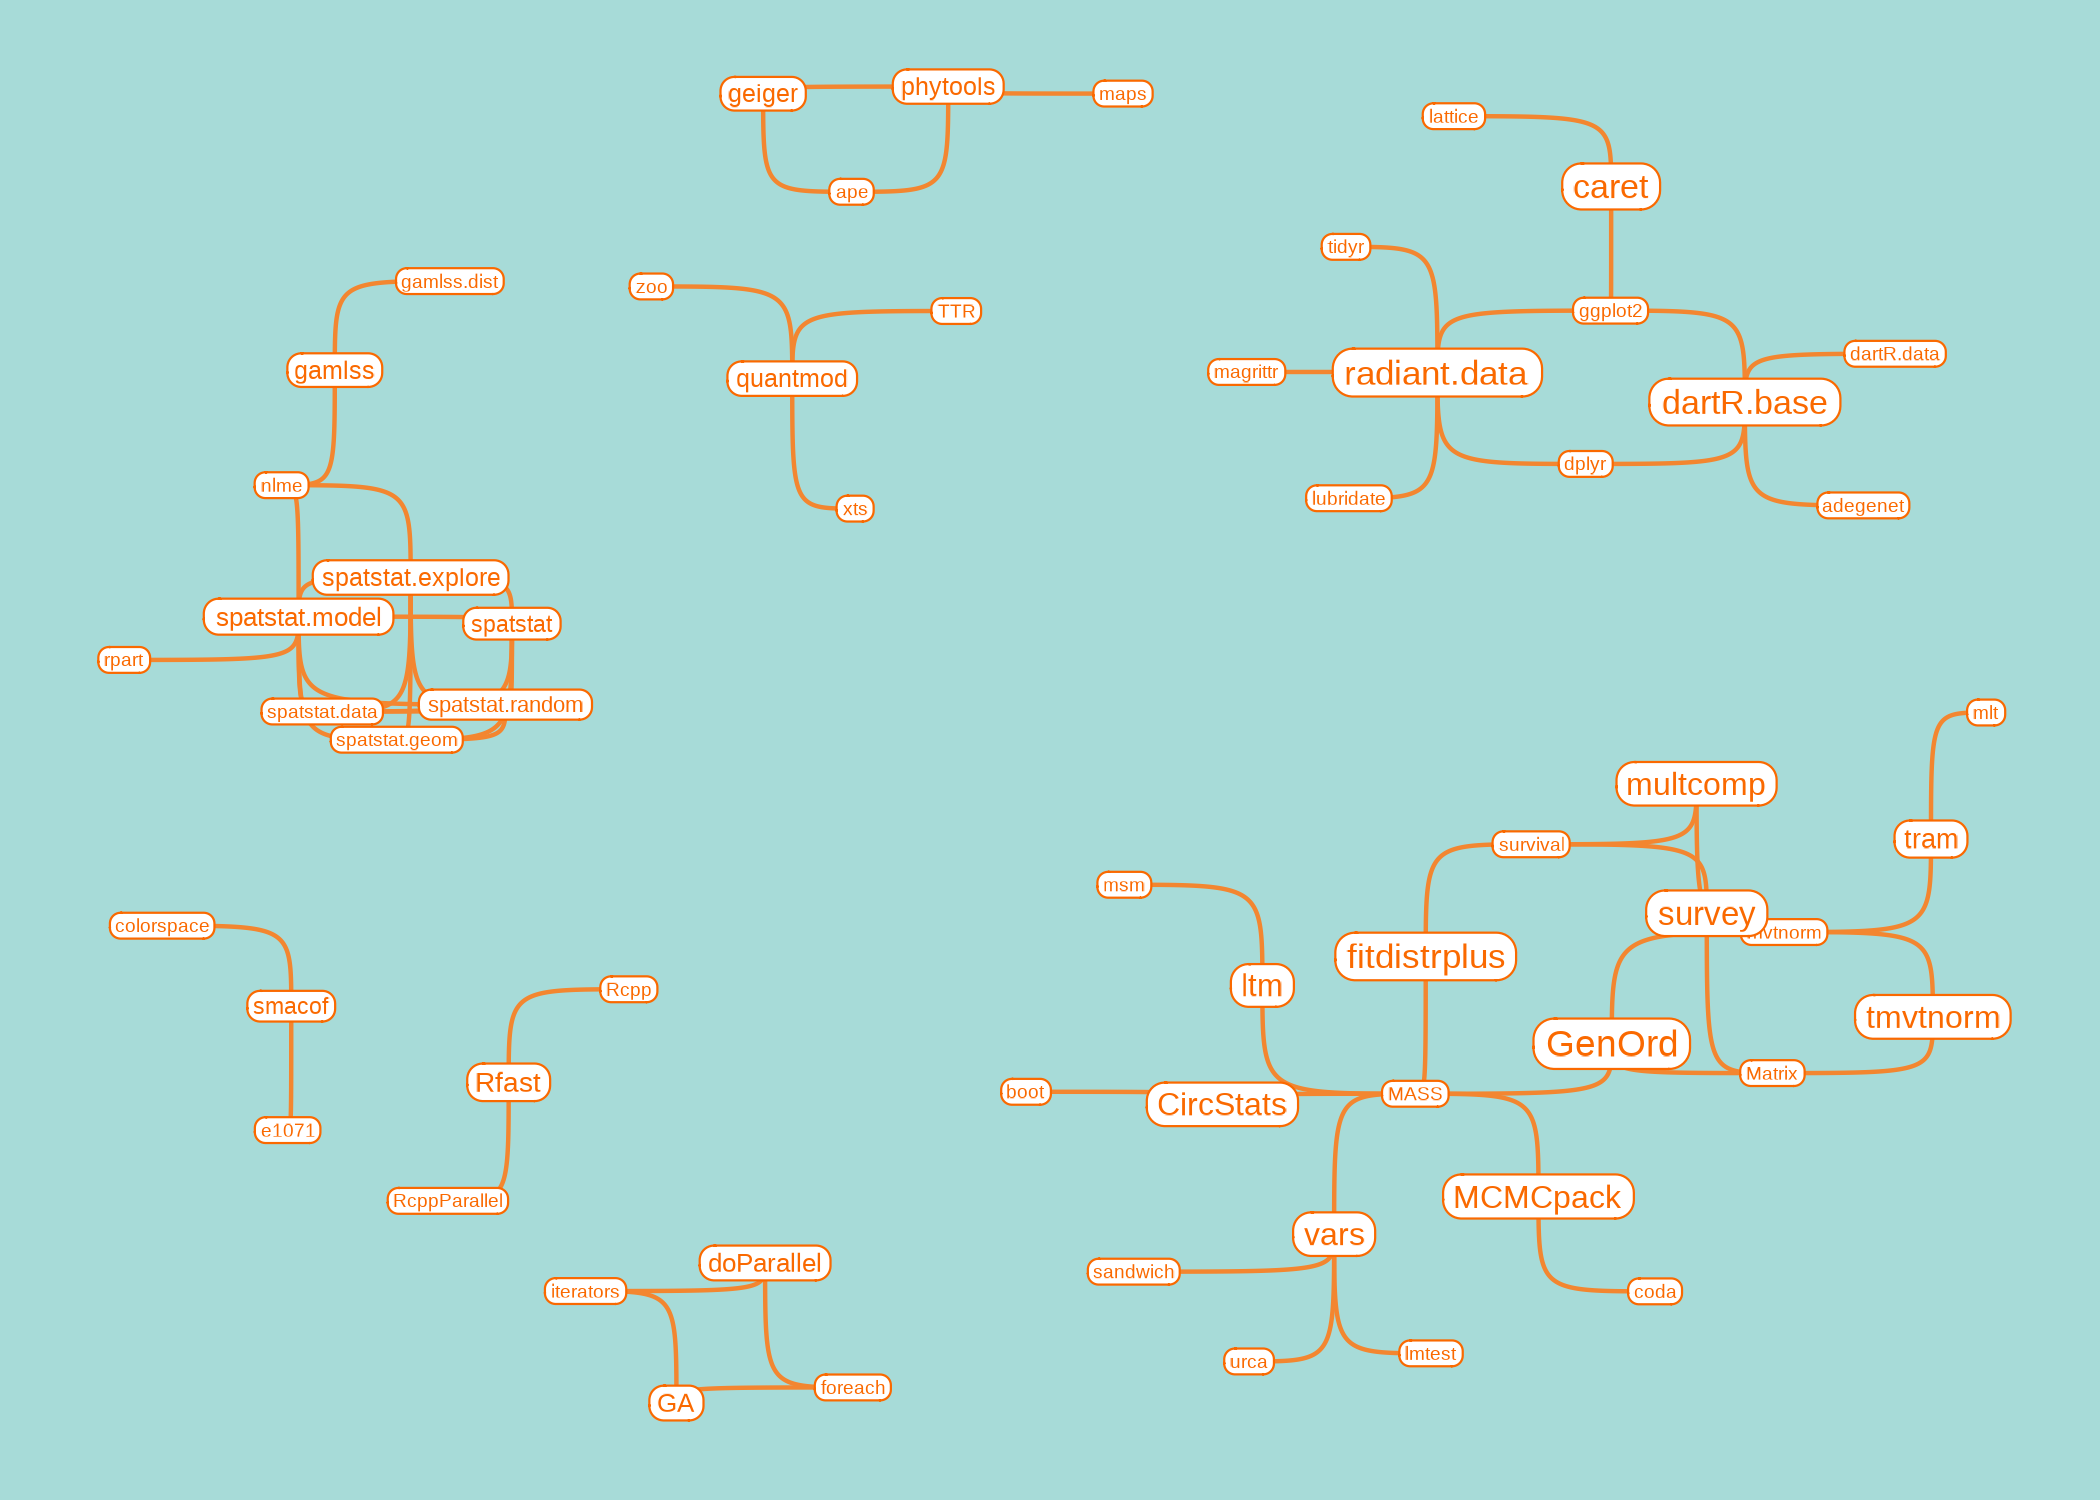 phytools
geiger
maps
lattice
caret
ape
tidyr
gamlss.dist
zoo
TTR
ggplot2
dartR.data
gamlss
quantmod
magrittr
radiant.data
dartR.base
dplyr
nlme
lubridate
adegenet
xts
spatstat.explore
spatstat.model
spatstat
rpart
spatstat.random
spatstat.data
mlt
spatstat.geom
multcomp
tram
survival
msm
survey
colorspace
fitdistrplus
ltm
Rcpp
smacof
tmvtnorm
GenOrd
Matrix
Rfast
boot
MASS
CircStats
e1071
MCMCpack
RcppParallel
vars
doParallel
sandwich
iterators
coda
lmtest
urca
foreach
GA